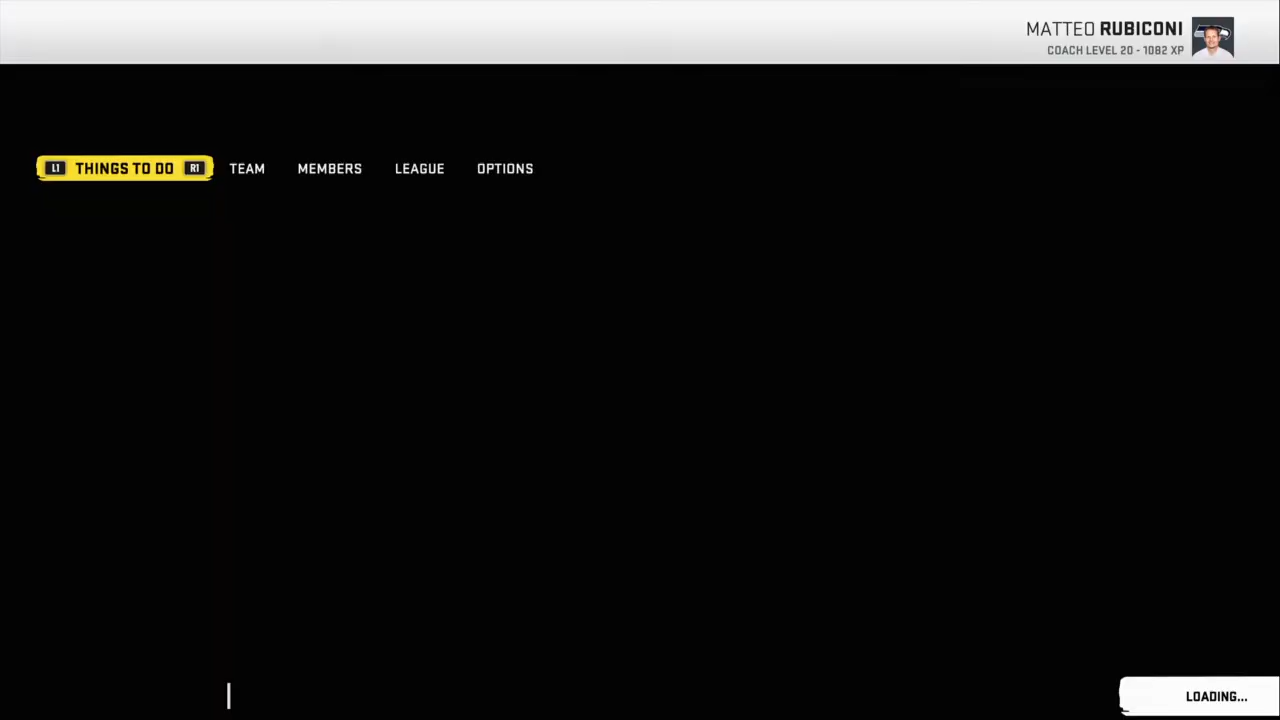 MATTEO RUBICONI
COACH LEVEL 20 - 1082 XP
L1 THINGS TO DO R1 TEAM MEMBERS LEAGUE OPTIONS
LOADING...